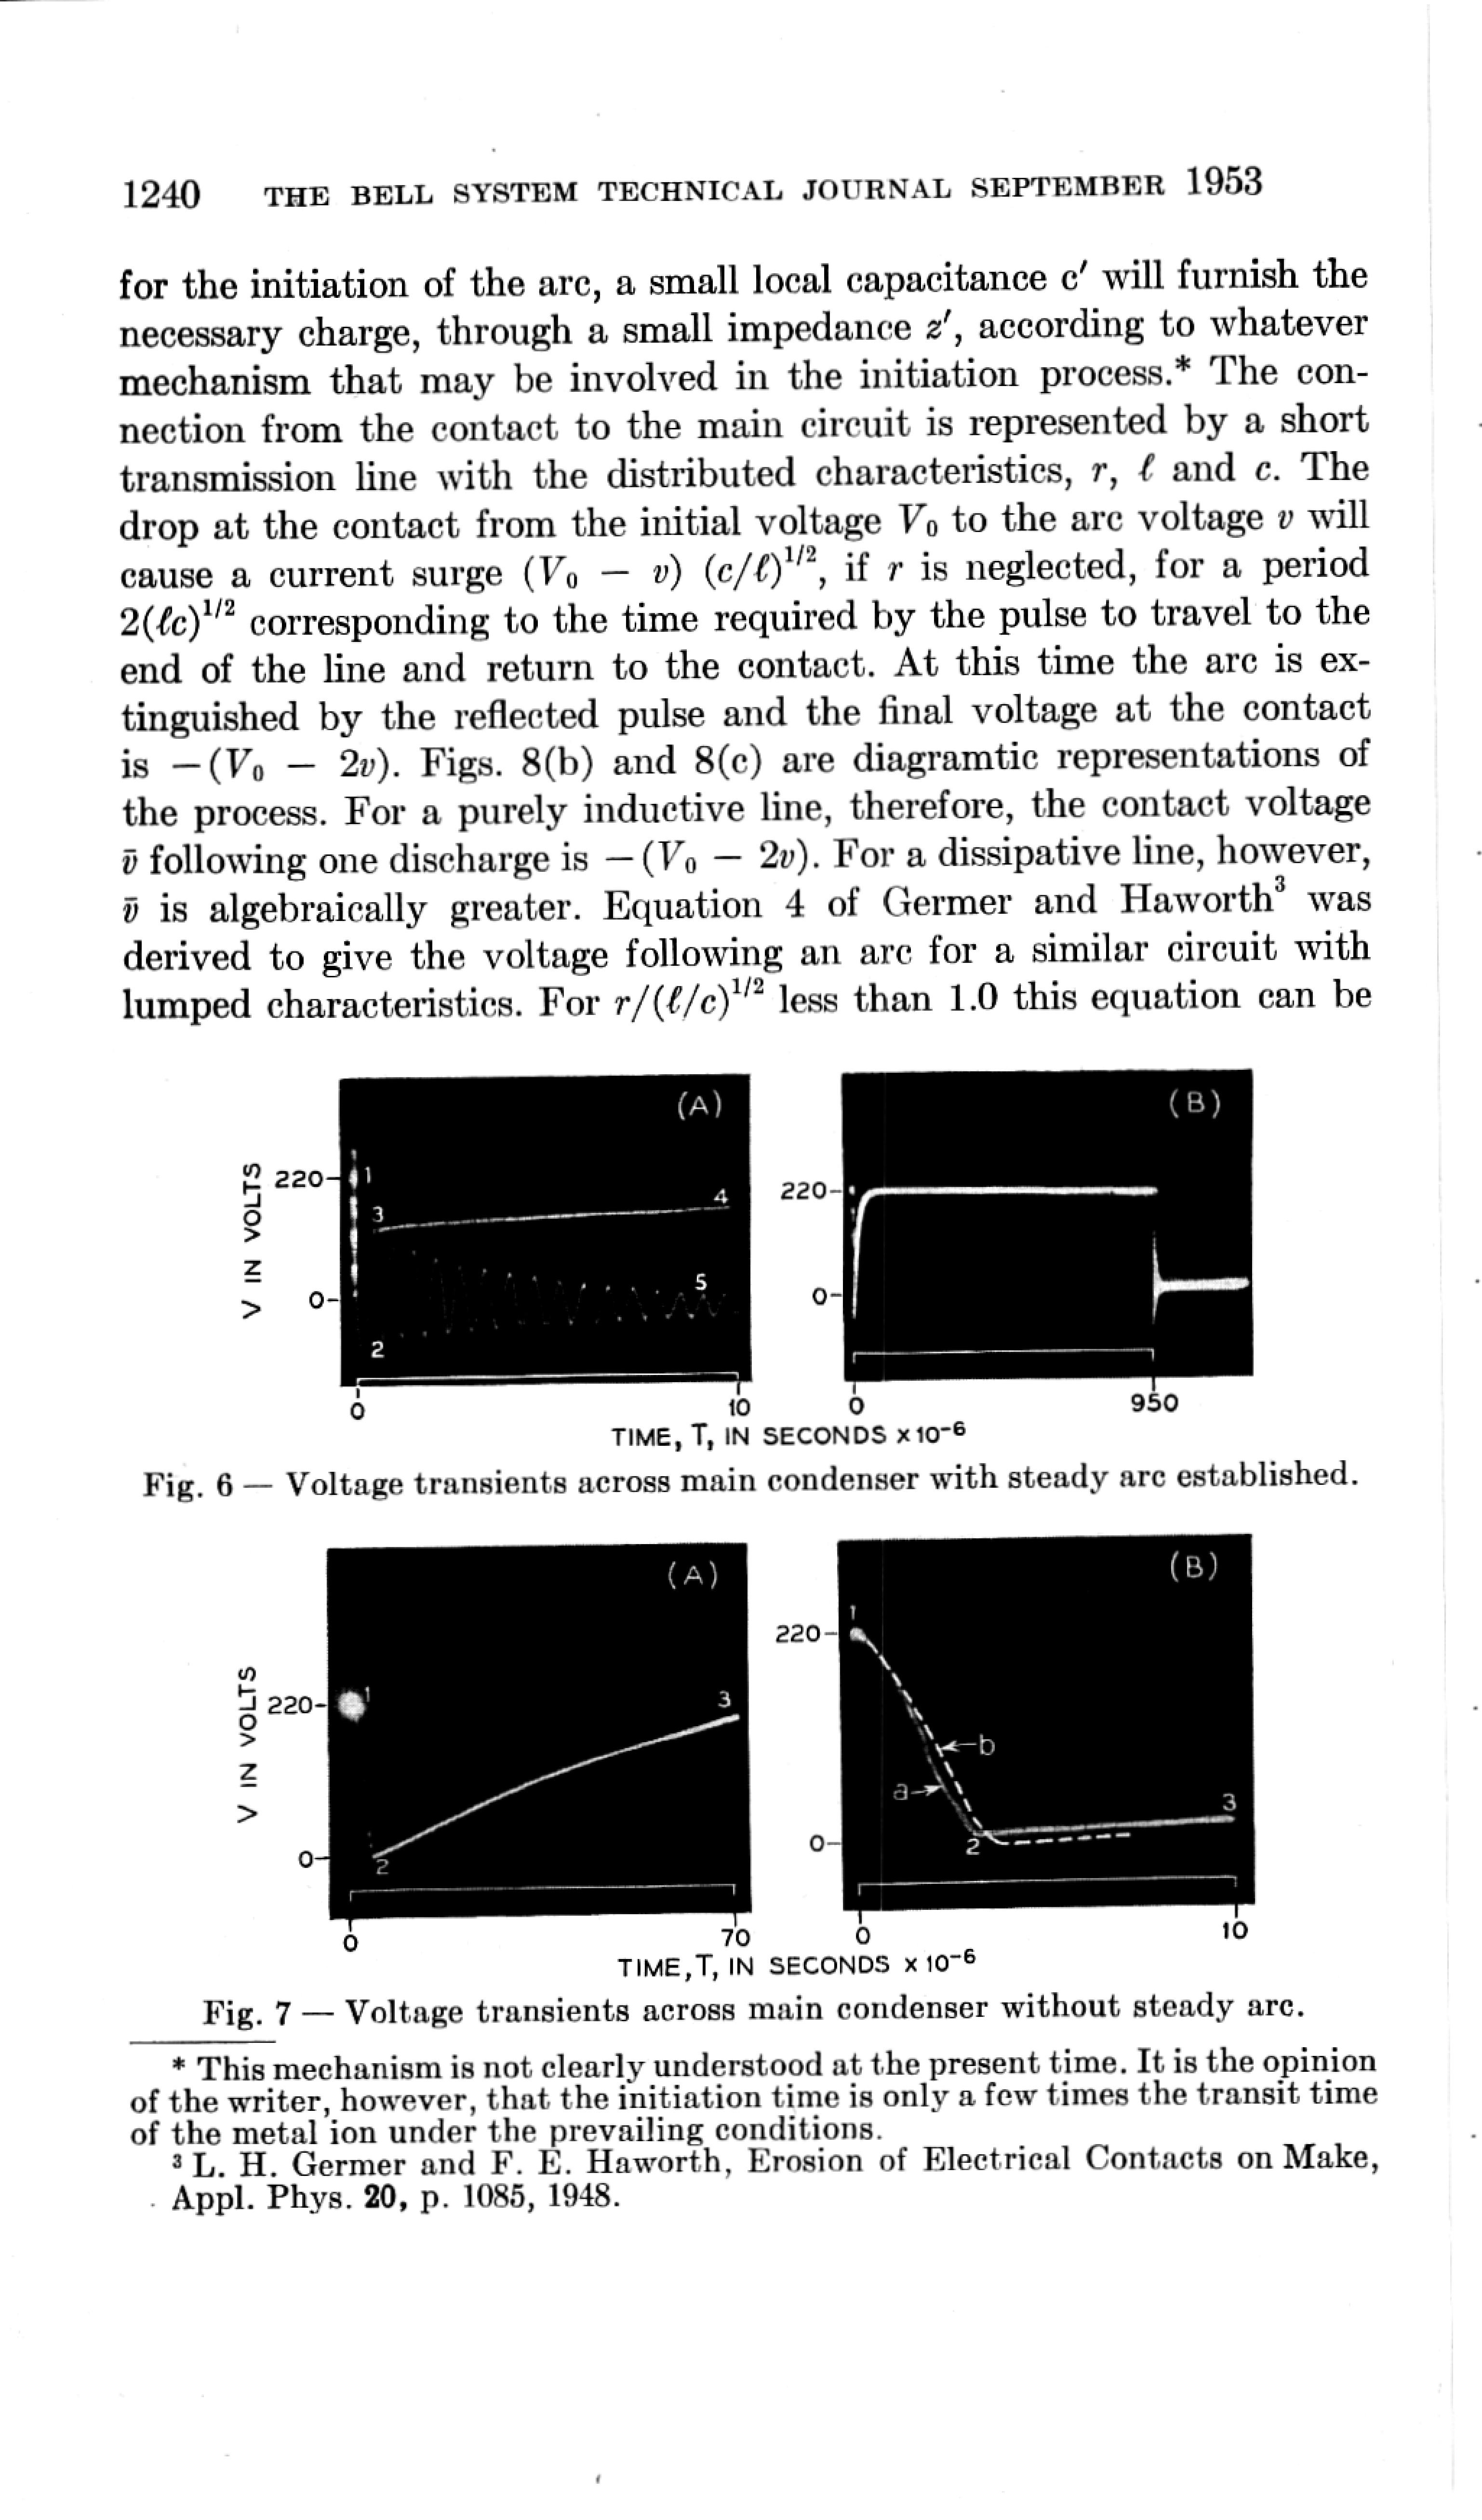 1240 THE BELL SYSTEM TECHNICAL JOURNAL SEPTEMBER 1953
for the initiation of the arc, a small local capacitance c′ will furnish the
necessary charge, through a small impedance z′, according to whatever
mechanism that may be involved in the initiation process.* The con-
nection from the contact to the main circuit is represented by a short
transmission line with the distributed characteristics, r, ℓ and c. The
drop at the contact from the initial voltage V₀ to the arc voltage v will
cause a current surge (V₀ − v) (c/ℓ)^1/2, if r is neglected, for a period
2(ℓc)^1/2 corresponding to the time required by the pulse to travel to the
end of the line and return to the contact. At this time the arc is ex-
tinguished by the reflected pulse and the final voltage at the contact
is −(V₀ − 2v). Figs. 8(b) and 8(c) are diagramtic representations of
the process. For a purely inductive line, therefore, the contact voltage
v̄ following one discharge is −(V₀ − 2v). For a dissipative line, however,
v̄ is algebraically greater. Equation 4 of Germer and Haworth³ was
derived to give the voltage following an arc for a similar circuit with
lumped characteristics. For r/(ℓ/c)^1/2 less than 1.0 this equation can be
(A)
V IN VOLTS
220-
0-
1
3
4
5
2
0
10
(B)
220-
0-
0
950
TIME, T, IN SECONDS × 10⁻⁶
Fig. 6 — Voltage transients across main condenser with steady arc established.
(A)
V IN VOLTS
220-
0-
1
3
2
0
70
(B)
220-
0-
1
b
a
2
3
0
10
TIME, T, IN SECONDS × 10⁻⁶
Fig. 7 — Voltage transients across main condenser without steady arc.
* This mechanism is not clearly understood at the present time. It is the opinion
of the writer, however, that the initiation time is only a few times the transit time
of the metal ion under the prevailing conditions.
³ L. H. Germer and F. E. Haworth, Erosion of Electrical Contacts on Make,
Appl. Phys. 20, p. 1085, 1948.